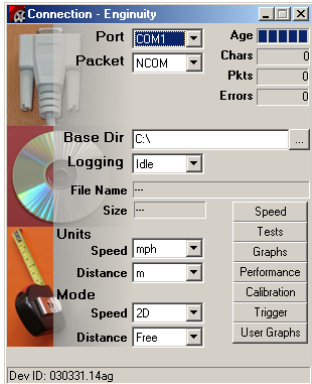 Connection - Enginuity
Port COM1 Age
Packet NCOM Chars 0
Pkts 0
Errors 0
Base Dir C:\ ...
Logging Idle
File Name ---
Size --- Speed
Units Tests
Speed mph Graphs
Distance m Performance
Mode Calibration
Speed 2D Trigger
Distance Free User Graphs
Dev ID: 030331.14ag